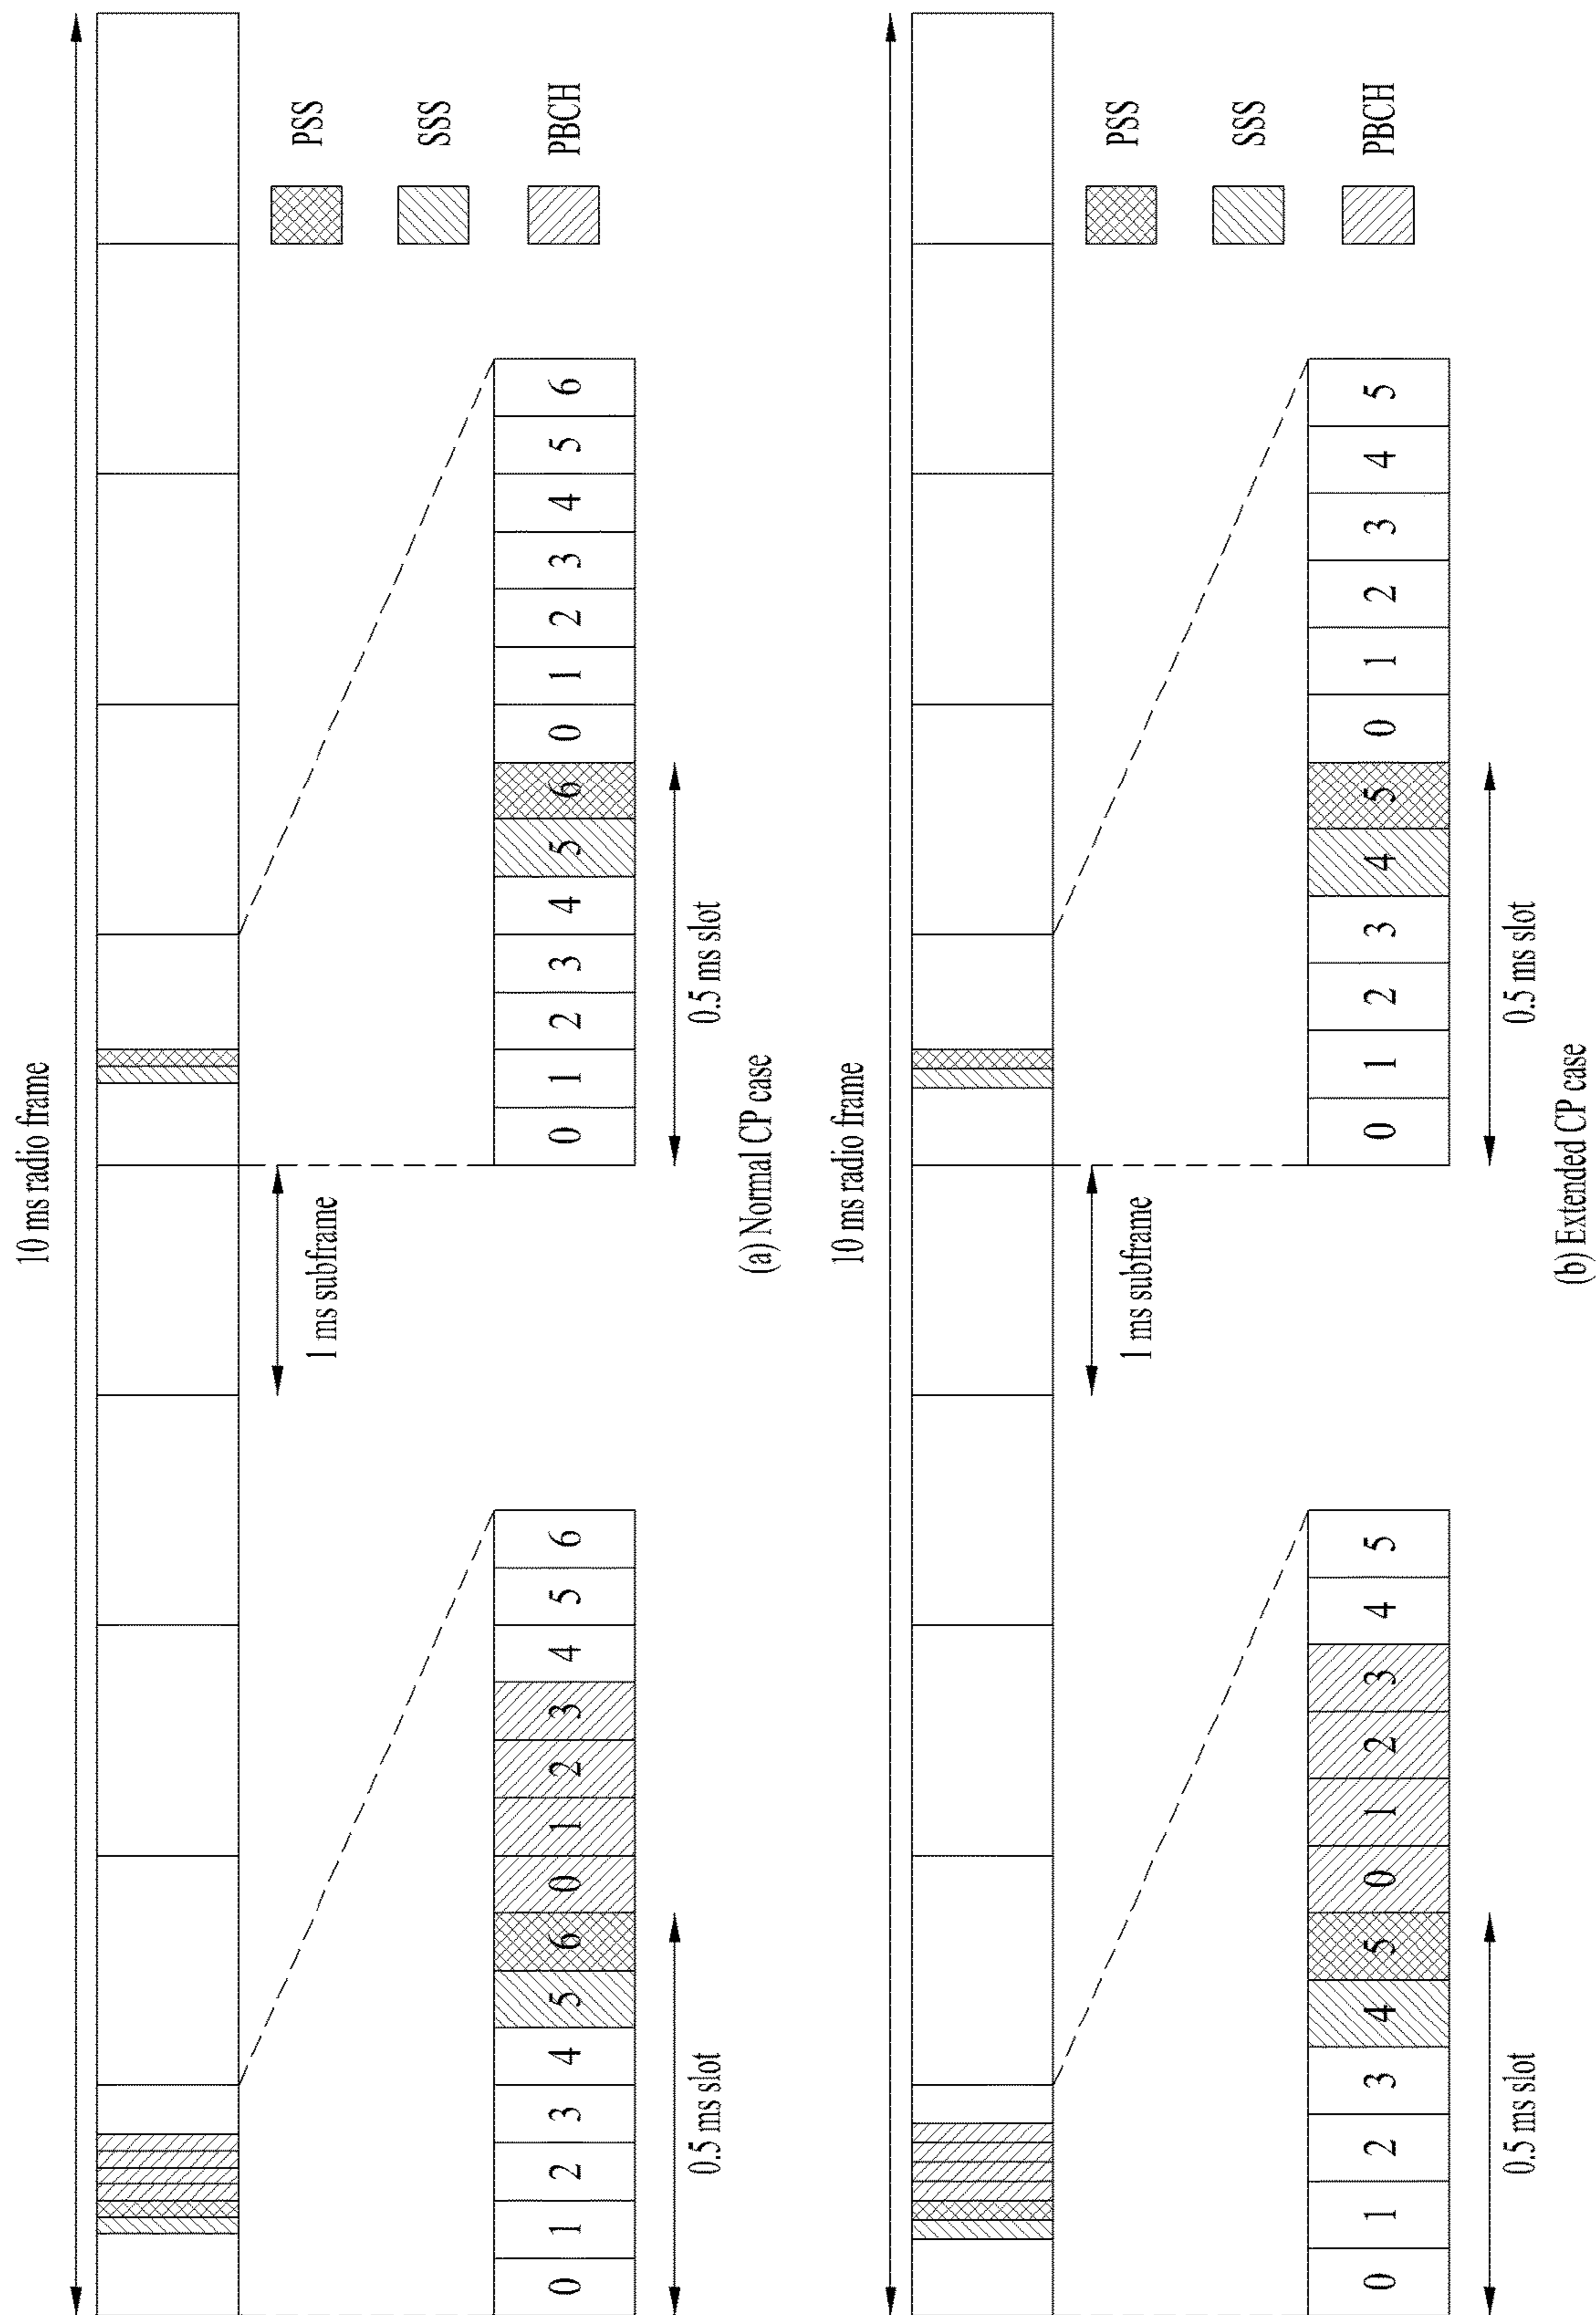 10 ms radio frame
1 ms subframe
PSS
SSS
PBCH
0 1 2 3 4 5 6 0 1 2 3 4 5 6
0 1 2 3 4 5 6 0 1 2 3 4 5 6
0.5 ms slot
0.5 ms slot
(a) Normal CP case
10 ms radio frame
1 ms subframe
PSS
SSS
PBCH
0 1 2 3 4 5 0 1 2 3 4 5
0 1 2 3 4 5 0 1 2 3 4 5
0.5 ms slot
0.5 ms slot
(b) Extended CP case